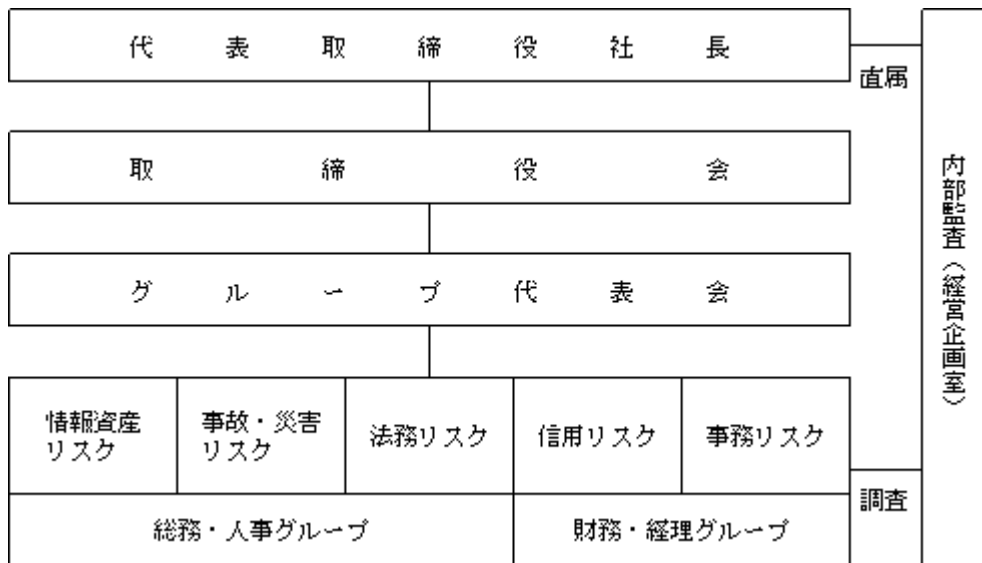 代表取締役社長
直属
取締役会
グループ代表会
内部監査(経営企画室)
情報資産
リスク
事故・災害
リスク
法務リスク
信用リスク
事務リスク
総務・人事グループ
財務・経理グループ
調査